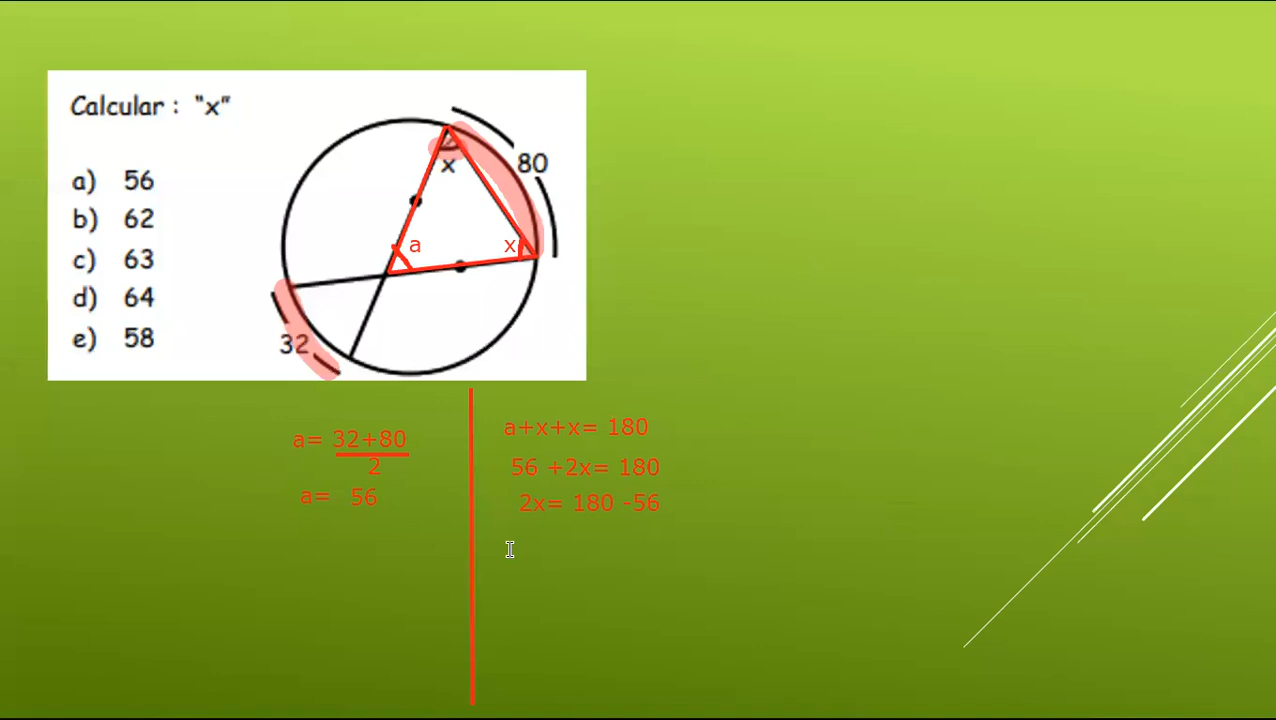 Calcular : "x"
a) 56
b) 62
c) 63
d) 64
e) 58
80
x
a
x
32
a= 32+80
2
a= 56
a+x+x= 180
56 +2x= 180
2x= 180 -56